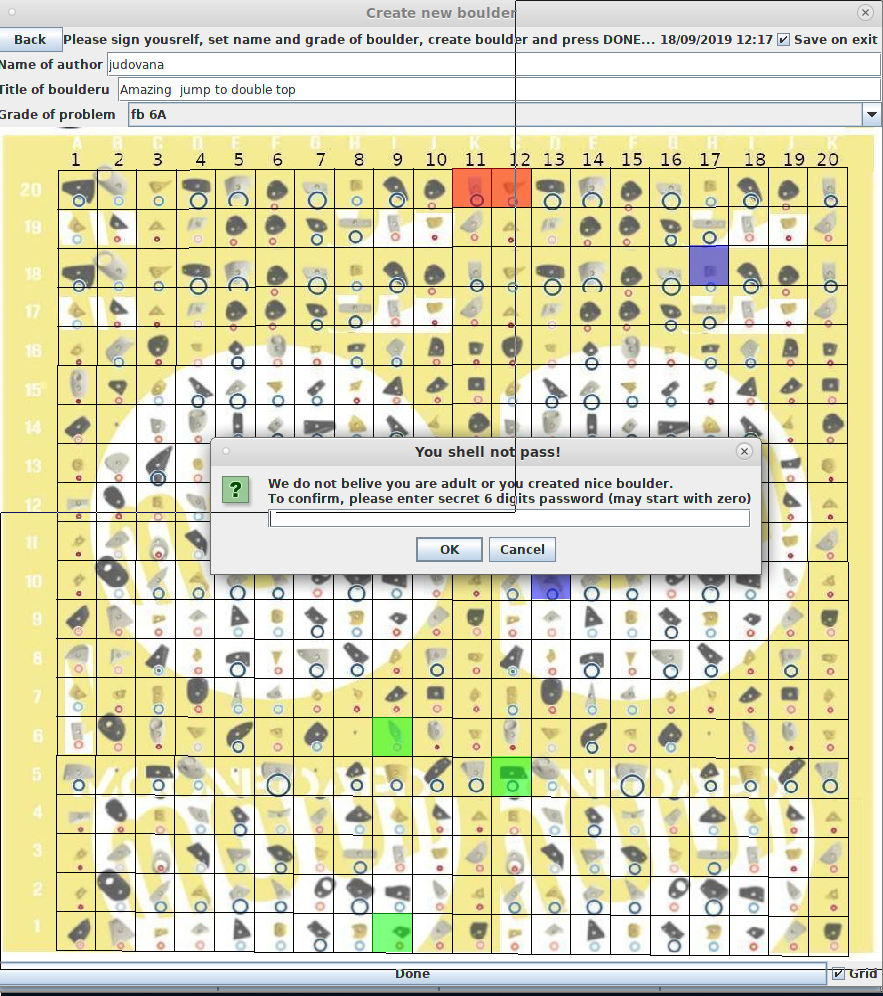 Create new boulder
Back Please sign yousrelf, set name and grade of boulder, create boulder and press DONE... 18/09/2019 12:17 Save on exit
Name of author judovana
Title of boulderu Amazing jump to double top
Grade of problem fb 6A
A B C D E F G H I J K I J K
1 2 3 4 5 6 7 8 9 10 11 12 13 14 15 16 17 18 19 20
20
19
18
17
16
15
14
13
12
11
10
9
8
7
6
5
4
3
2
1
You shell not pass!
We do not belive you are adult or you created nice boulder.
To confirm, please enter secret 6 digits password (may start with zero)
OK Cancel
Done Grid